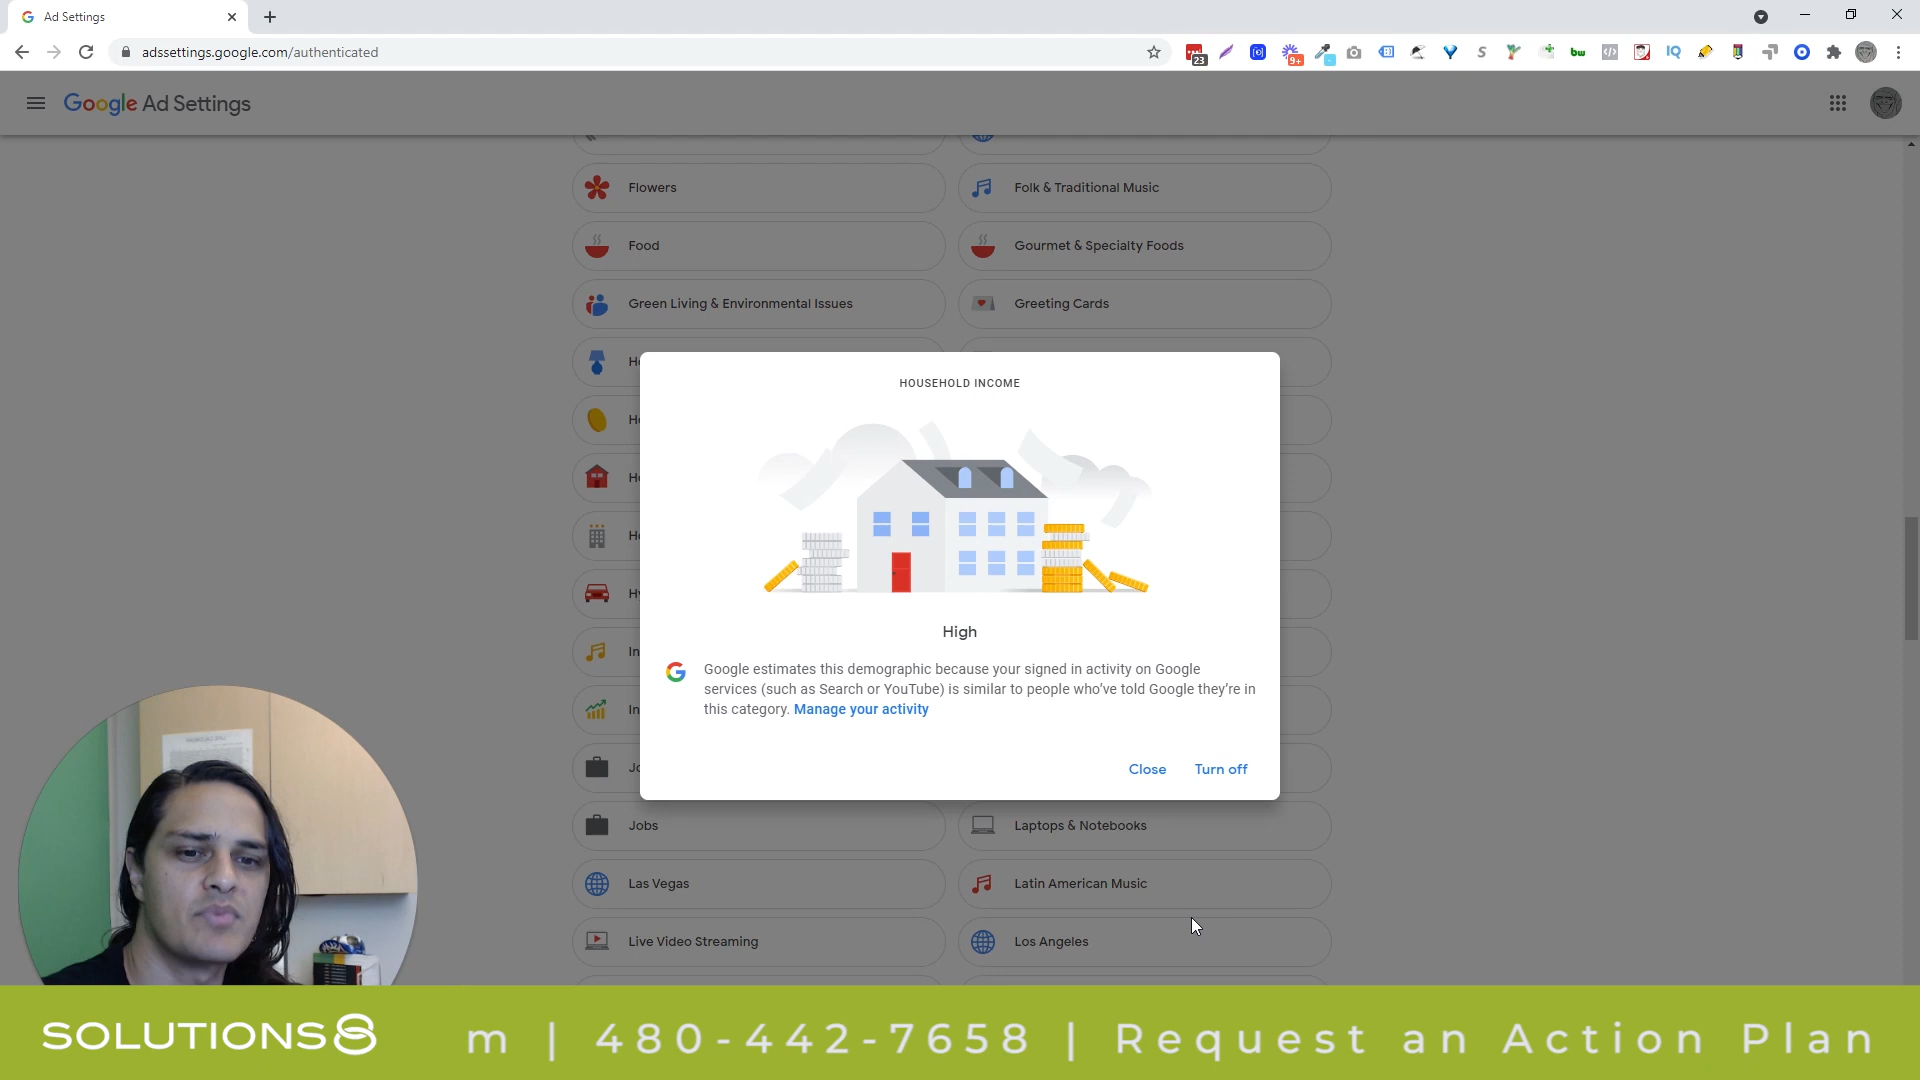 Ad Settings
adssettings.google.com/authenticated
23
9+
S
bw
IQ
Google Ad Settings
Flowers
Folk & Traditional Music
Food
Gourmet & Specialty Foods
Green Living & Environmental Issues
Greeting Cards
HOUSEHOLD INCOME
High
Google estimates this demographic because your signed in activity on Google
services (such as Search or YouTube) is similar to people who've told Google they're in
this category. Manage your activity
Close
Turn off
Jobs
Laptops & Notebooks
Las Vegas
Latin American Music
Live Video Streaming
Los Angeles
SOLUTIONS8
m | 480-442-7658 | Request an Action Plan